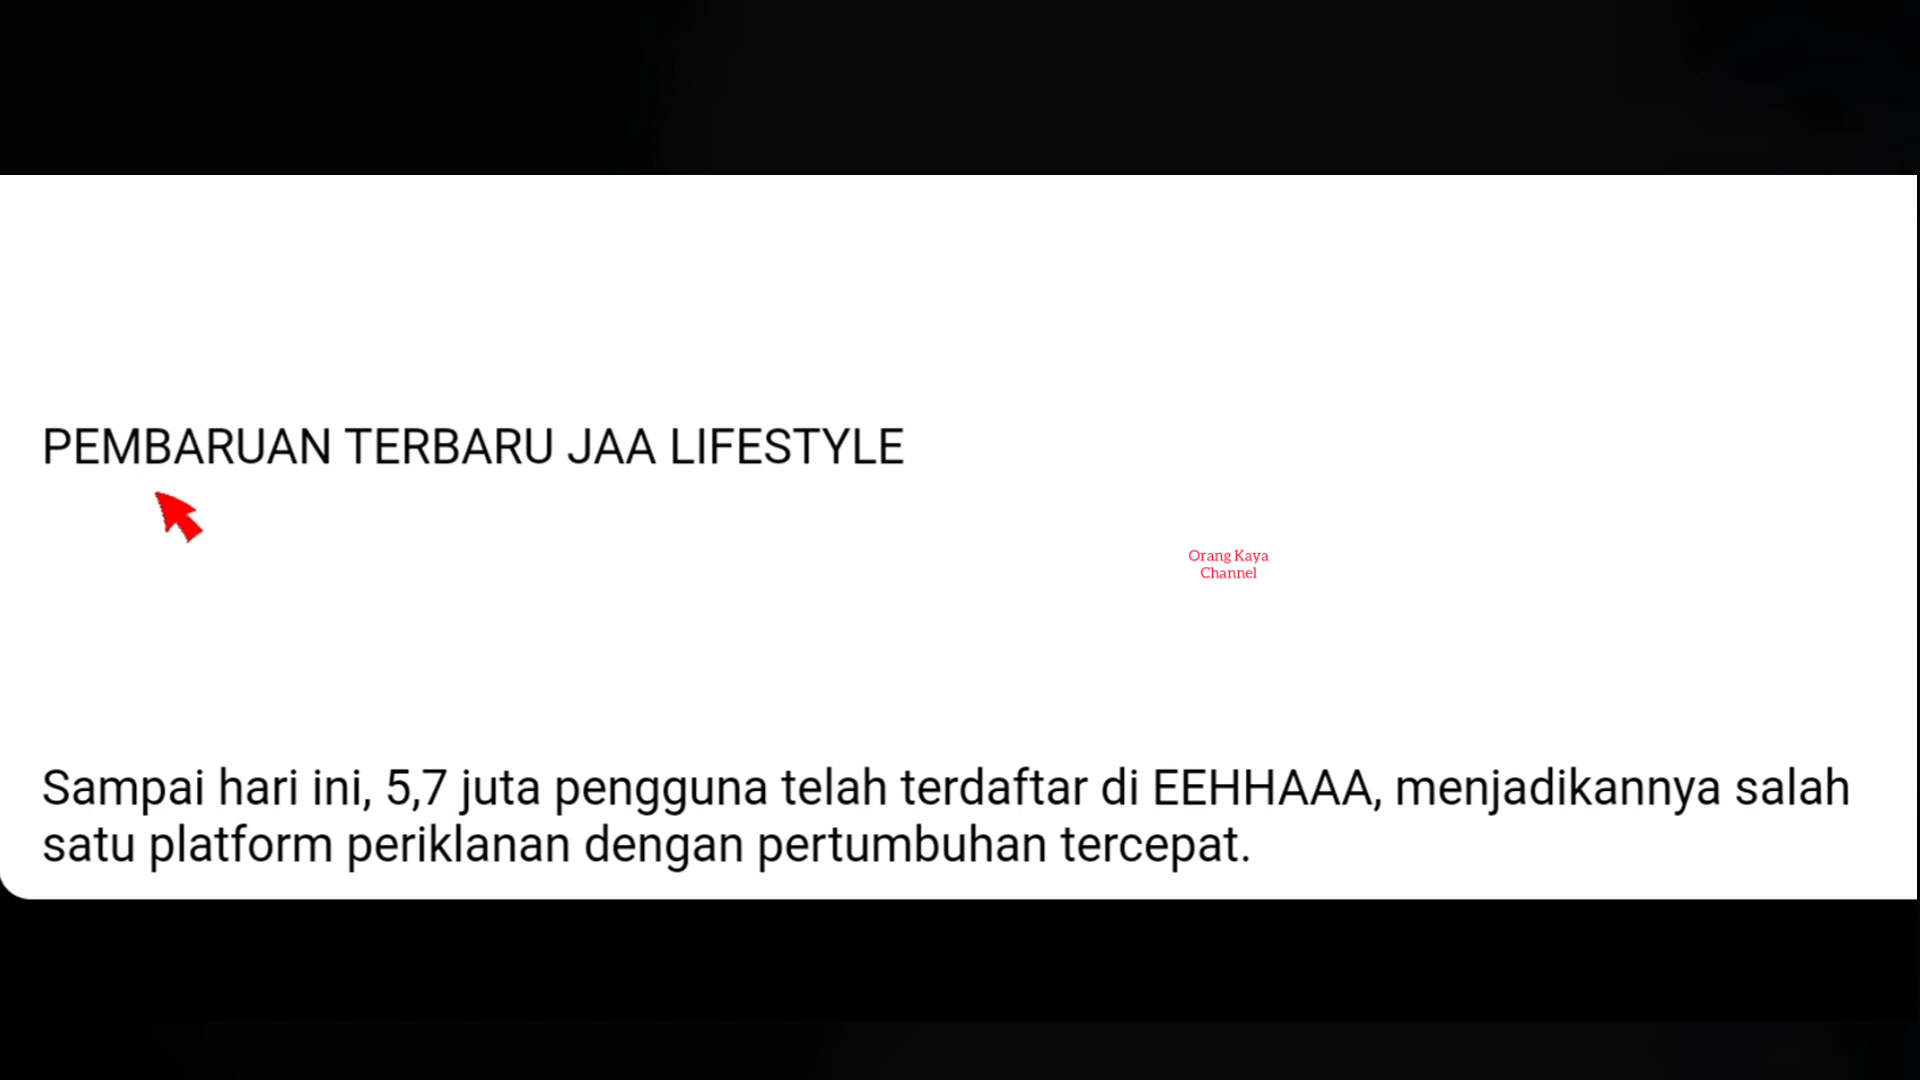 PEMBARUAN TERBARU JAA LIFESTYLE
Orang Kaya
Channel
Sampai hari ini, 5,7 juta pengguna telah terdaftar di EEHHAAA, menjadikannya salah
satu platform periklanan dengan pertumbuhan tercepat.